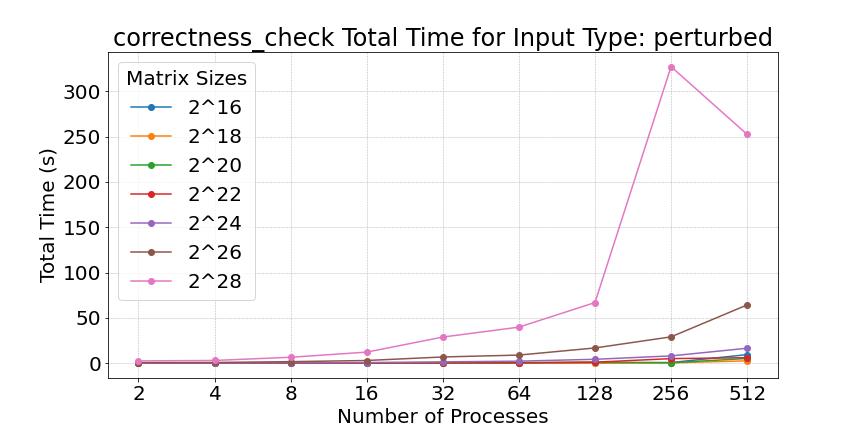 correctness_check Total Time for Input Type: perturbed
Total Time (s)
300
250
200
150
100
50
0
Matrix Sizes
2^16
2^18
2^20
2^22
2^24
2^26
2^28
2 4 8 16 32 64 128 256 512
Number of Processes